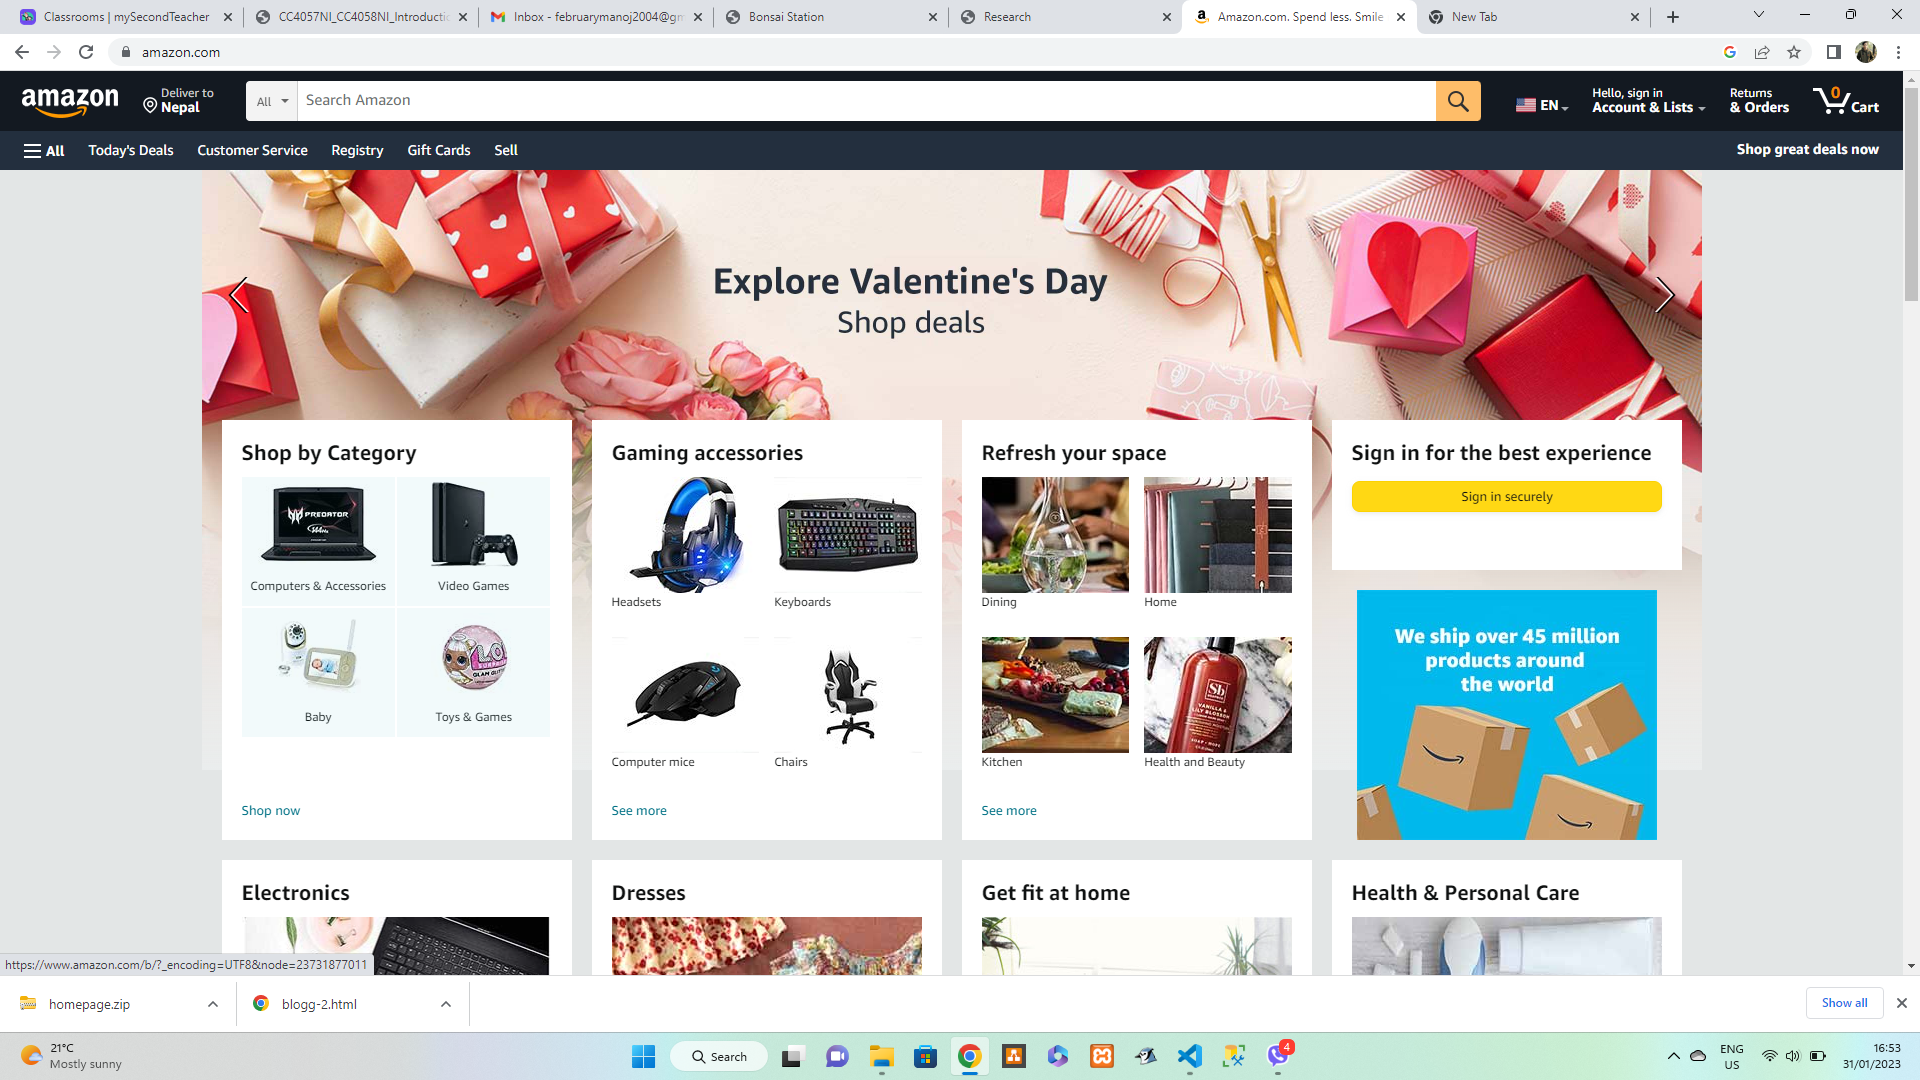 Classrooms | mySecondTeacher
CC4057NI_CC4058NI_Introductic
Inbox - februarymanoj2004@gm
Bonsai Station
Research
Amazon.com. Spend less. Smile
New Tab
amazon.com
amazon
Deliver to
Nepal
All
Search Amazon
EN
Hello, sign in
Account & Lists
Returns
& Orders
0
Cart
All
Today's Deals
Customer Service
Registry
Gift Cards
Sell
Shop great deals now
Explore Valentine's Day
Shop deals
Shop by Category
PREDATOR
Computers & Accessories
Video Games
Baby
Toys & Games
Shop now
Gaming accessories
Headsets
Keyboards
Computer mice
Chairs
See more
Refresh your space
Dining
Home
Sb
VANILLA &
LILY BLOSSOM
Kitchen
Health and Beauty
See more
Sign in for the best experience
Sign in securely
We ship over 45 million
products around
the world
Electronics
Dresses
Get fit at home
Health & Personal Care
https://www.amazon.com/b/?_encoding=UTF8&node=23731877011
homepage.zip
blogg-2.html
Show all
21°C
Mostly sunny
Search
4
ENG
US
16:53
31/01/2023